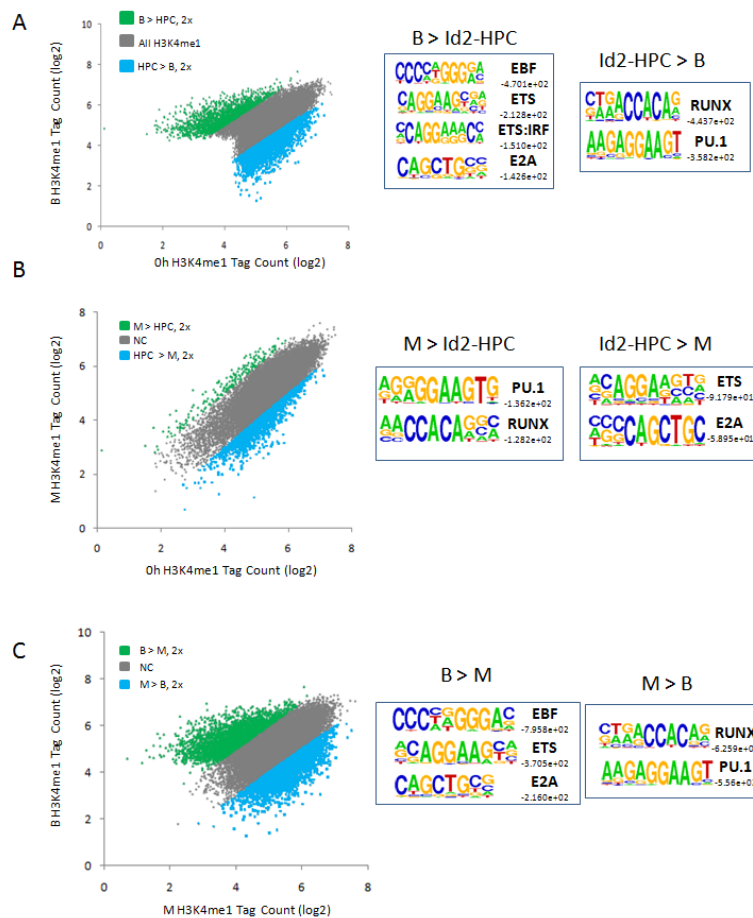 A
B > HPC, 2x
All H3K4me1
HPC > B, 2x
B H3K4me1 Tag Count (log2)
10
8
6
4
2
0
0 2 4 6 8
0h H3K4me1 Tag Count (log2)
B > Id2-HPC
EBF
-4.701e+02
ETS
-2.128e+02
ETS:IRF
-1.510e+02
E2A
-1.426e+02
Id2-HPC > B
RUNX
-4.437e+02
PU.1
-3.582e+02
B
M > HPC, 2x
NC
HPC > M, 2x
M H3K4me1 Tag Count (log2)
8
6
4
2
0
0 2 4 6 8
0h H3K4me1 Tag Count (log2)
M > Id2-HPC
PU.1
-1.362e+02
RUNX
-1.282e+02
Id2-HPC > M
ETS
-9.179e+01
E2A
-5.895e+01
C
B > M, 2x
NC
M > B, 2x
B H3K4me1 Tag Count (log2)
10
8
6
4
2
0
0 2 4 6 8
M H3K4me1 Tag Count (log2)
B > M
EBF
-7.958e+02
ETS
-3.705e+02
E2A
-2.160e+02
M > B
RUNX
-6.259e+02
PU.1